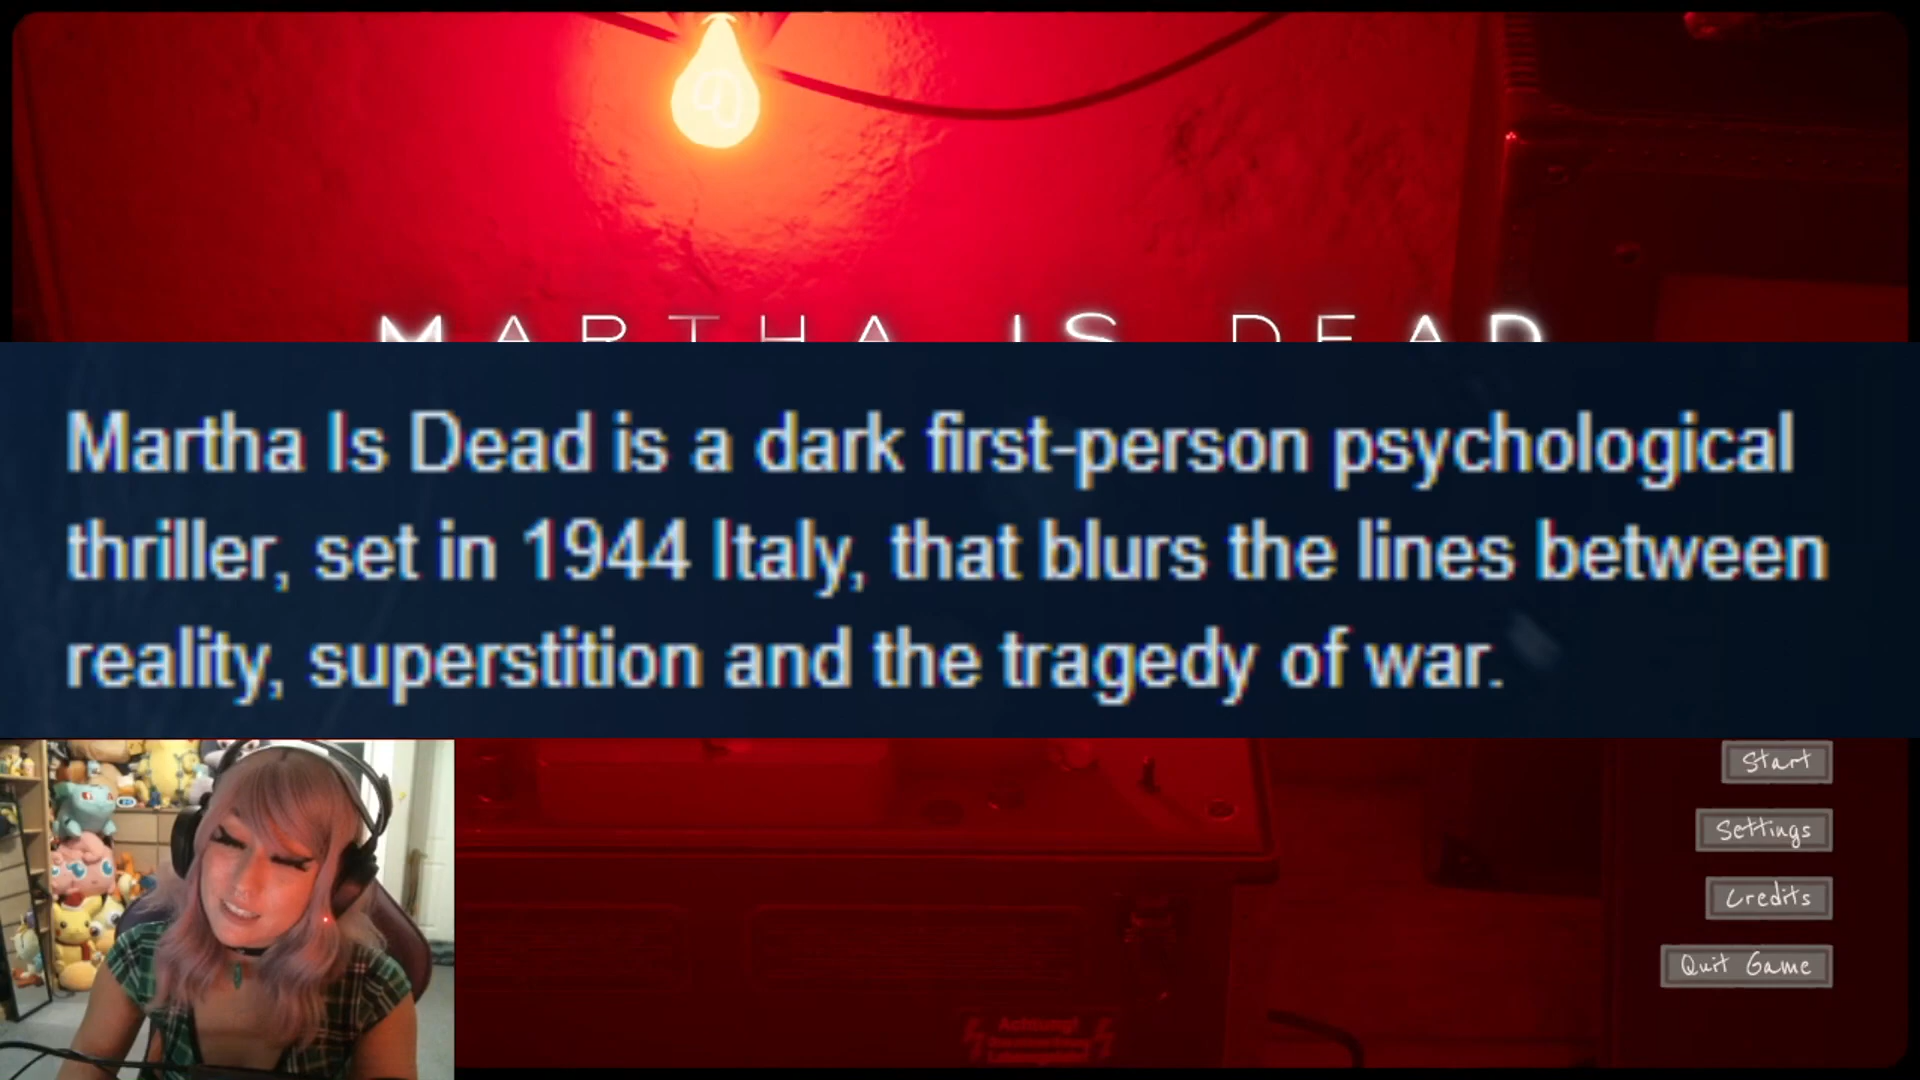 MARTHA IS DEAD
Martha Is Dead is a dark first-person psychological
thriller, set in 1944 Italy, that blurs the lines between
reality, superstition and the tragedy of war.
Start
Settings
Credits
Quit Game
Achtung!